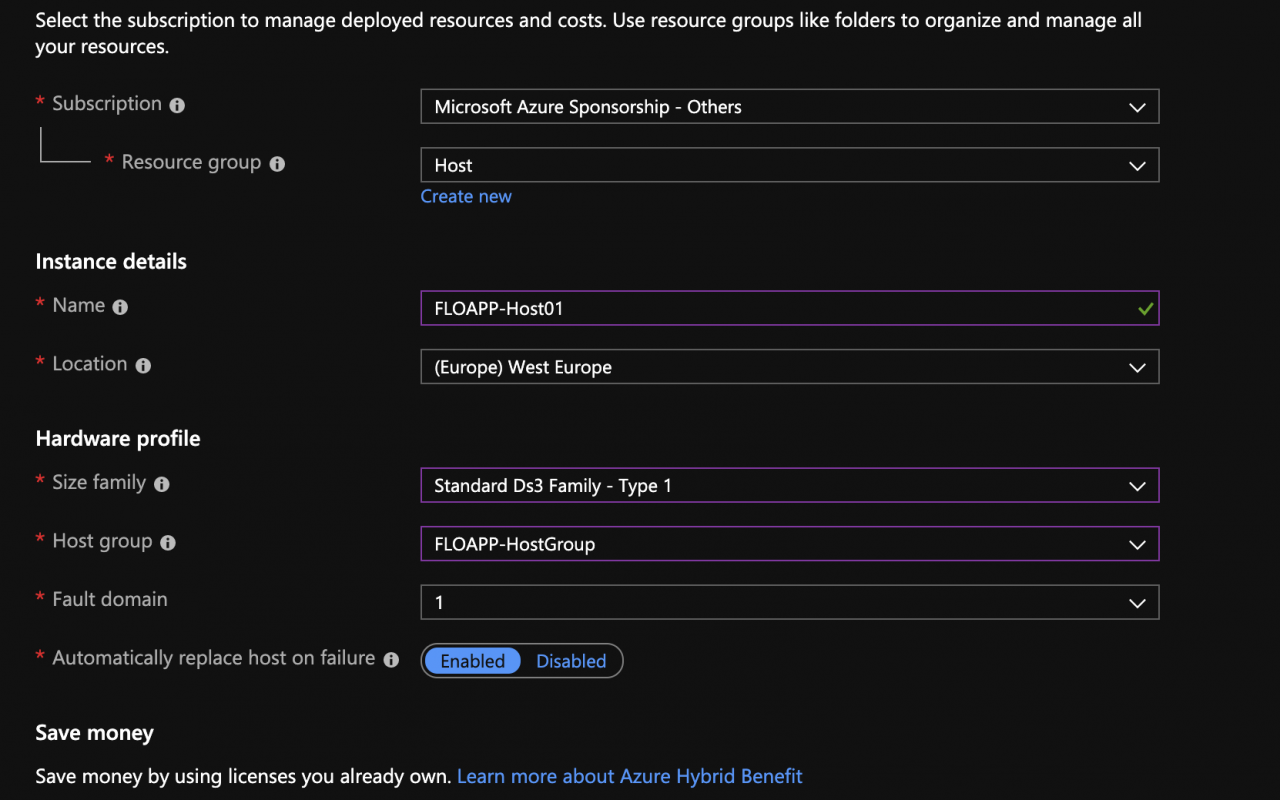 Select the subscription to manage deployed resources and costs. Use resource groups like folders to organize and manage all
your resources.
* Subscription
Microsoft Azure Sponsorship - Others
* Resource group
Host
Create new
Instance details
* Name
FLOAPP-Host01
* Location
(Europe) West Europe
Hardware profile
* Size family
Standard Ds3 Family - Type 1
* Host group
FLOAPP-HostGroup
* Fault domain
1
* Automatically replace host on failure
Enabled Disabled
Save money
Save money by using licenses you already own. Learn more about Azure Hybrid Benefit